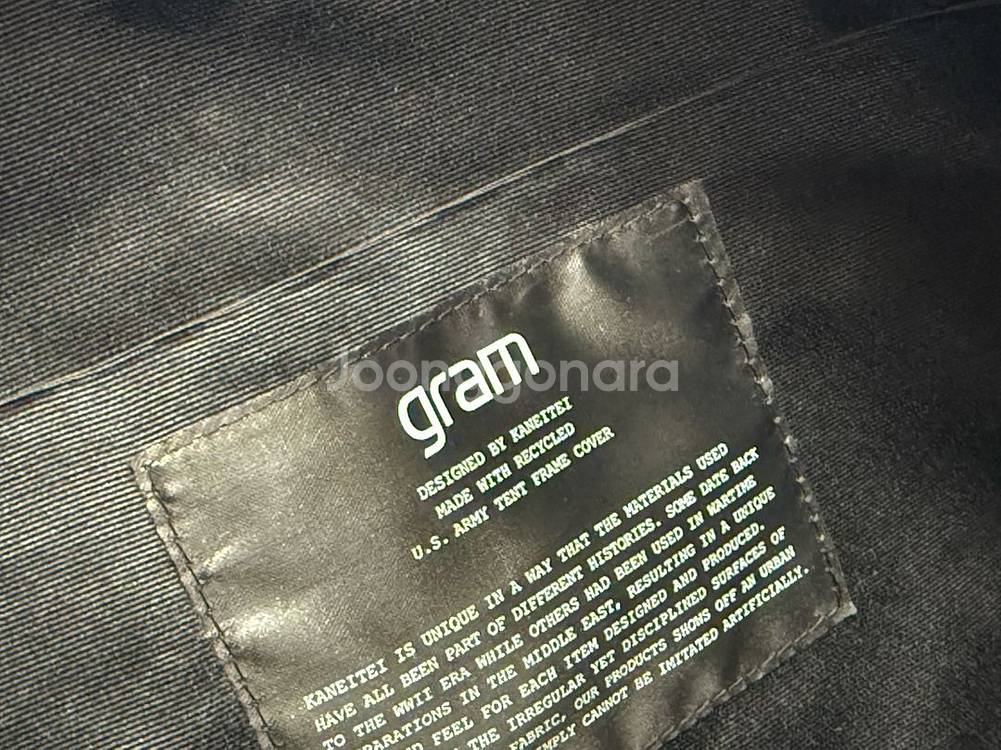 gram
Joonggonara
DESIGNED BY KANEITEI
MADE WITH RECYCLED
U.S. ARMY TENT FRAME COVER
KANEITEI IS UNIQUE IN A WAY THAT THE MATERIALS USED
HAVE ALL BEEN PART OF DIFFERENT HISTORIES. SOME DATE BACK
TO THE WWII ERA WHILE OTHERS HAD BEEN USED IN WARTIME
PARATIONS IN THE MIDDLE EAST, RESULTING IN A UNIQUE
D FEEL FOR EACH ITEM DESIGNED AND PRODUCED.
THE IRREGULAR YET DISCIPLINED SURFACES OF
FABRIC, OUR PRODUCTS SHOWS OFF AN URBAN
EMPLY CANNOT BE IMITATED ARTIFICIALLY.